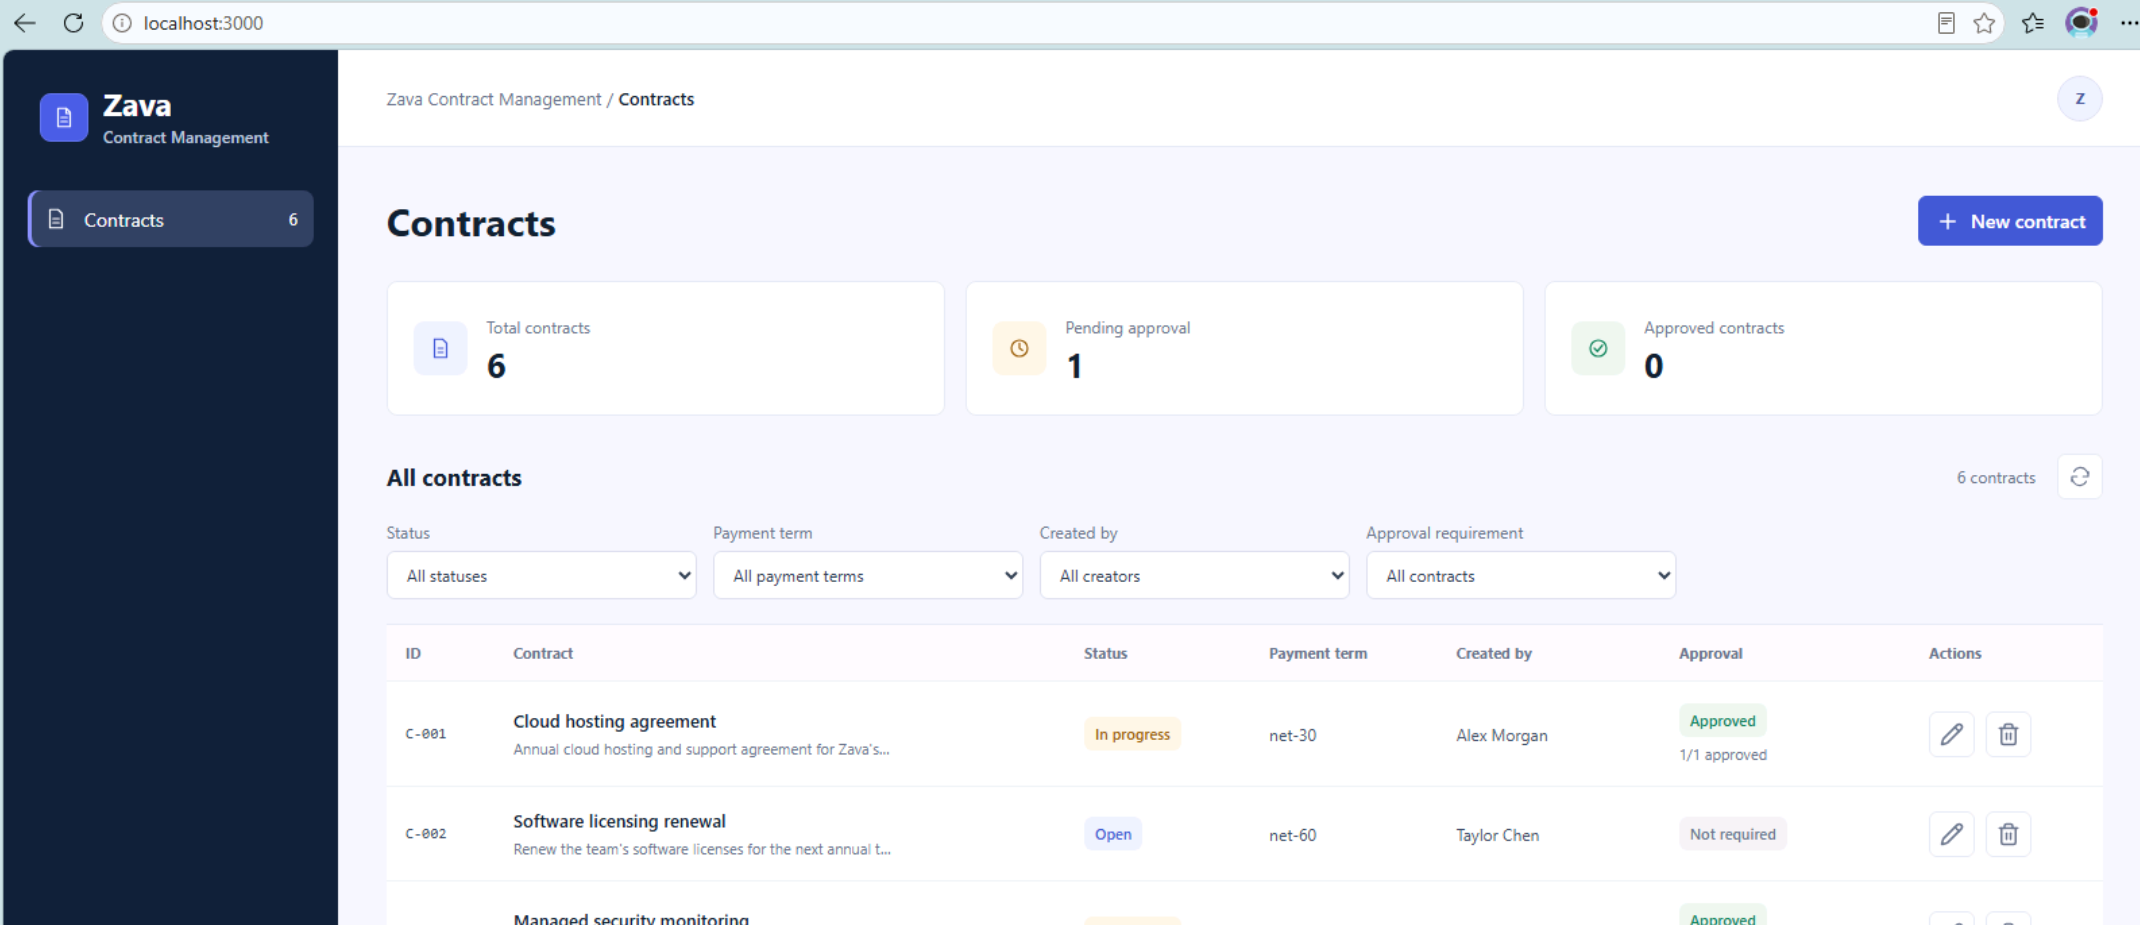 localhost:3000
Zava
Contract Management
Contracts 6
Zava Contract Management / Contracts
Z
Contracts
New contract
Total contracts
6
Pending approval
1
Approved contracts
0
All contracts
6 contracts
Status Payment term Created by Approval requirement
All statuses All payment terms All creators All contracts
ID Contract Status Payment term Created by Approval Actions
C-001 Cloud hosting agreement In progress net-30 Alex Morgan Approved
Annual cloud hosting and support agreement for Zava's... 1/1 approved
C-002 Software licensing renewal Open net-60 Taylor Chen Not required
Renew the team's software licenses for the next annual t...
Managed security monitoring Approved